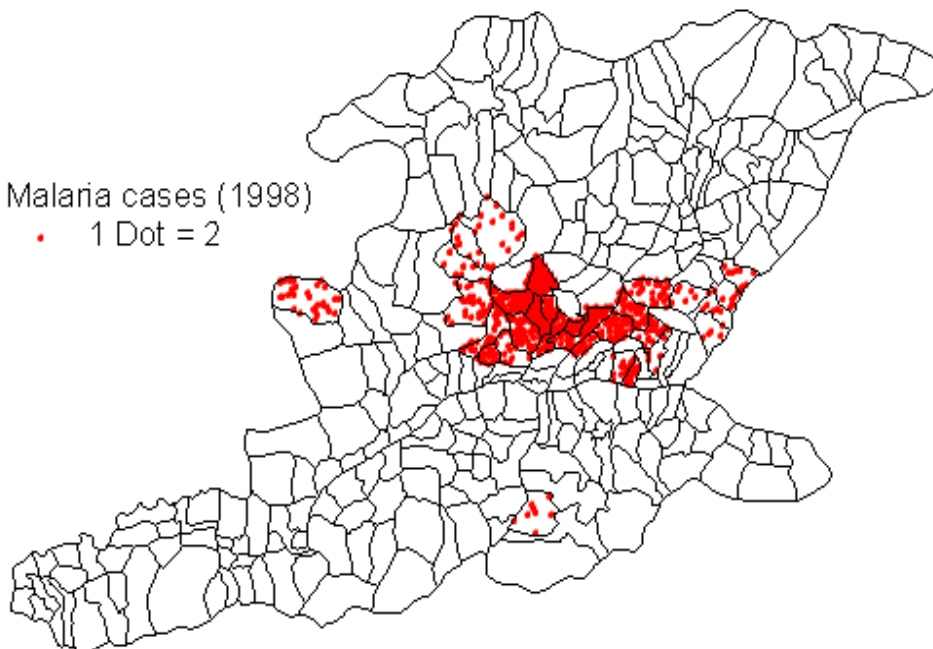 Malaria cases (1998)
1 Dot = 2